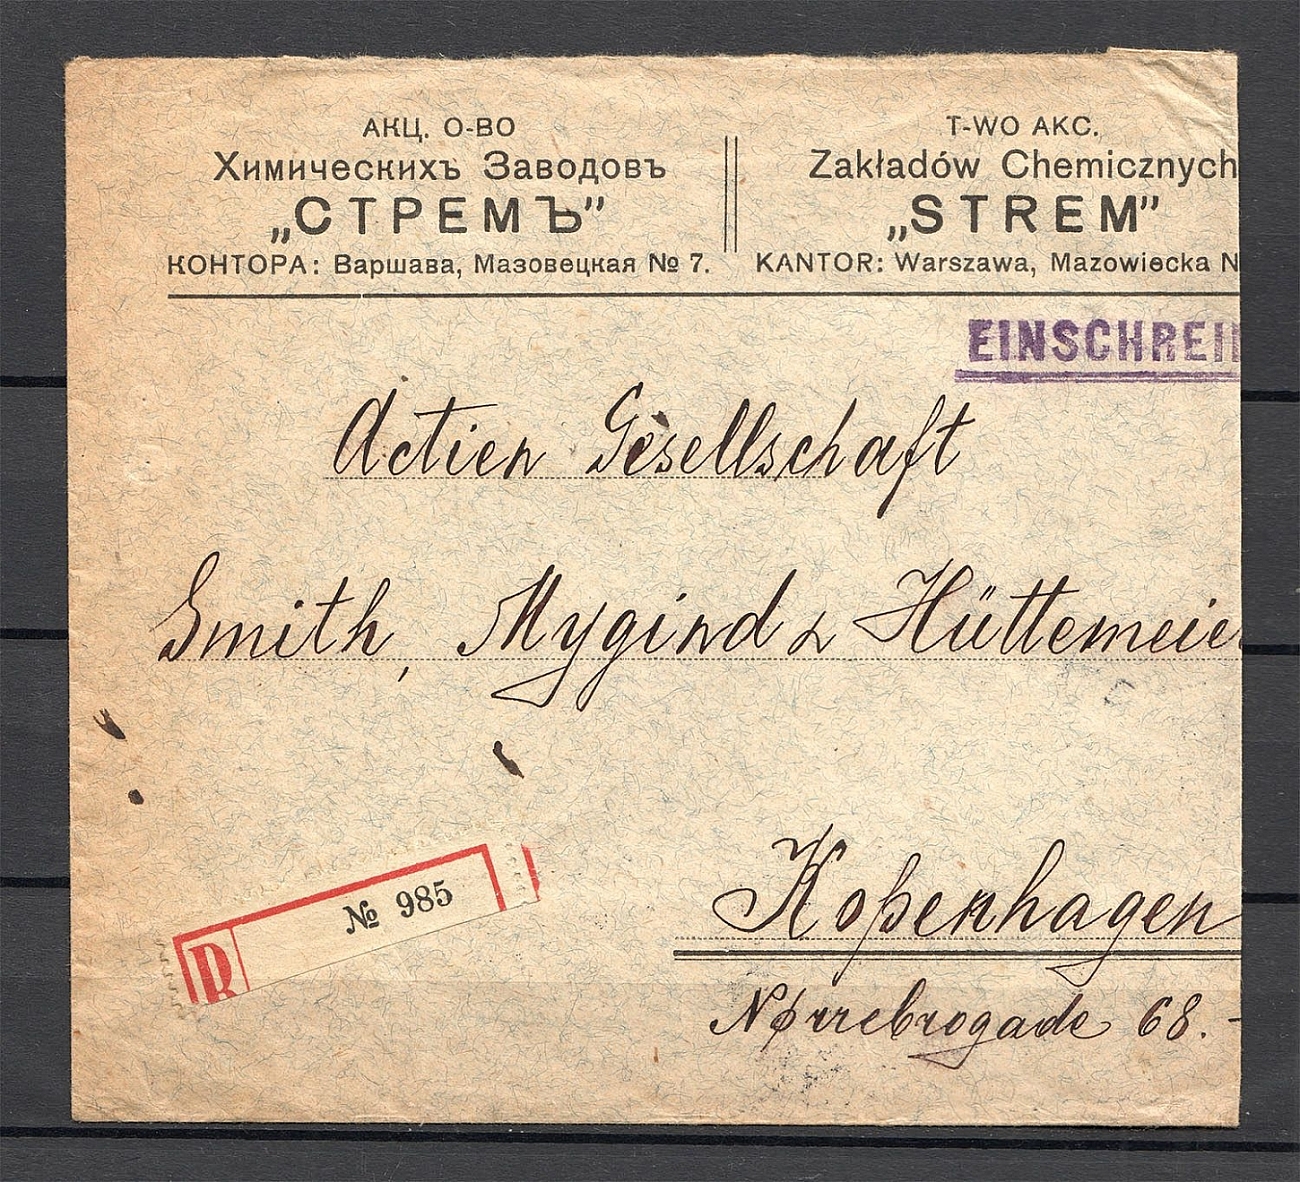 АКЦ. О-ВО
Химическихъ Заводовъ
„СТРЕМЪ”
КОНТОРА: Варшава, Мазовецкая № 7.
T-WO AKC.
Zakładów Chemicznych
„STREM”
KANTOR: Warszawa, Mazowiecka N
EINSCHREI
Actien Gesellschaft
Smith, Mygind & Hüttemeie
Kopenhagen
Nørrebrogade 68.-
R № 985